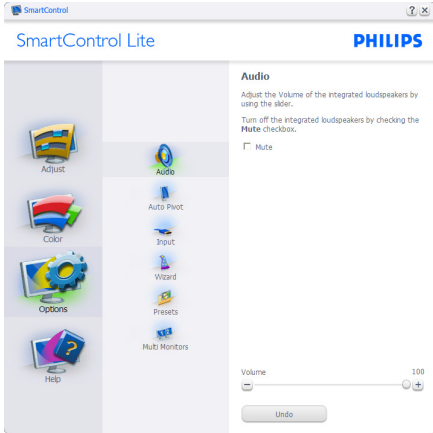 SmartControl
SmartControl Lite
PHILIPS
Adjust
Color
Options
Help
Audio
Auto Pivot
Input
Wizard
Presets
Multi Monitors
Audio
Adjust the Volume of the integrated loudspeakers by
using the slider.
Turn off the integrated loudspeakers by checking the
Mute checkbox.
Mute
Volume 100
Undo